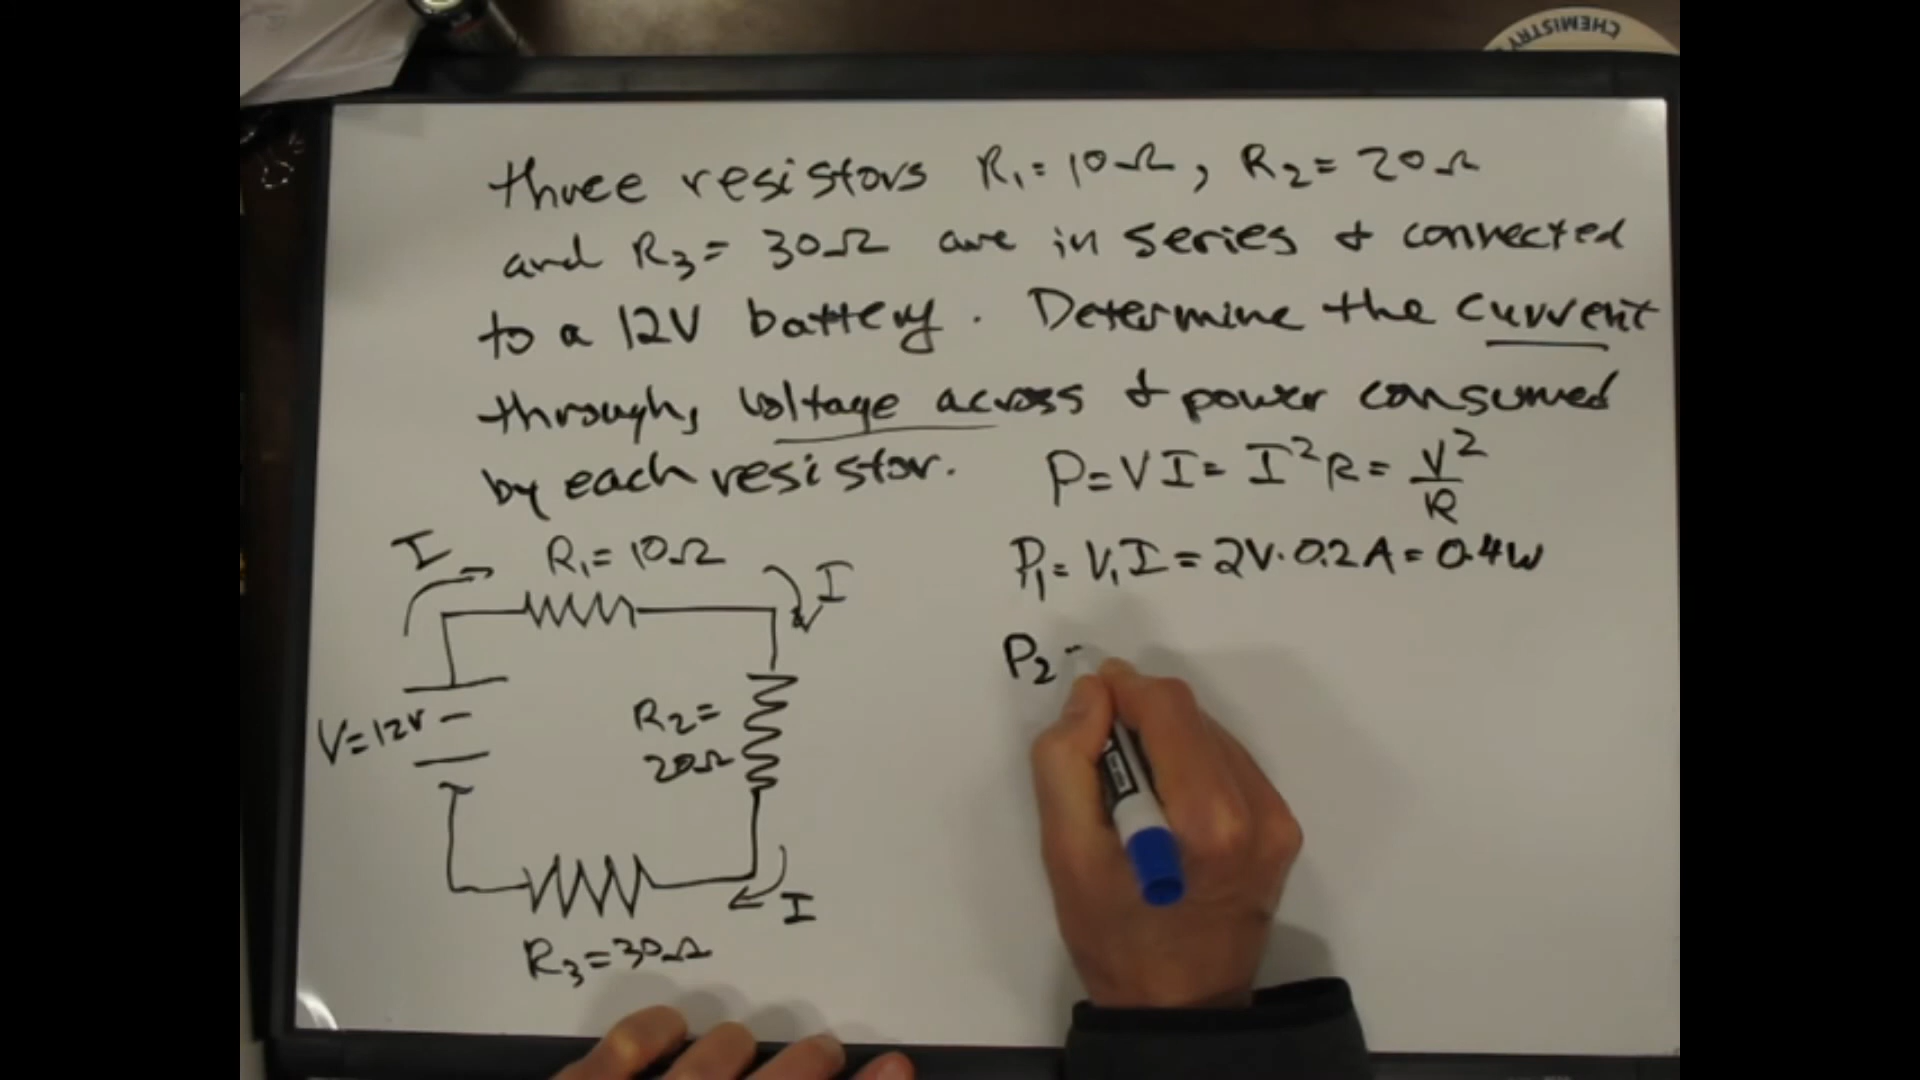 CHEMISTRY
three resistors R₁ = 10Ω, R₂ = 20Ω
and R₃ = 30Ω are in series & connected
to a 12V battery. Determine the current
through, voltage across & power consumed
by each resistor.
P = VI = I²R = V²/R
P₁ = V₁I = 2V · 0.2A = 0.4W
P₂ -
I
R₁ = 10Ω
I
V = 12V
R₂ =
20Ω
I
R₃ = 30Ω